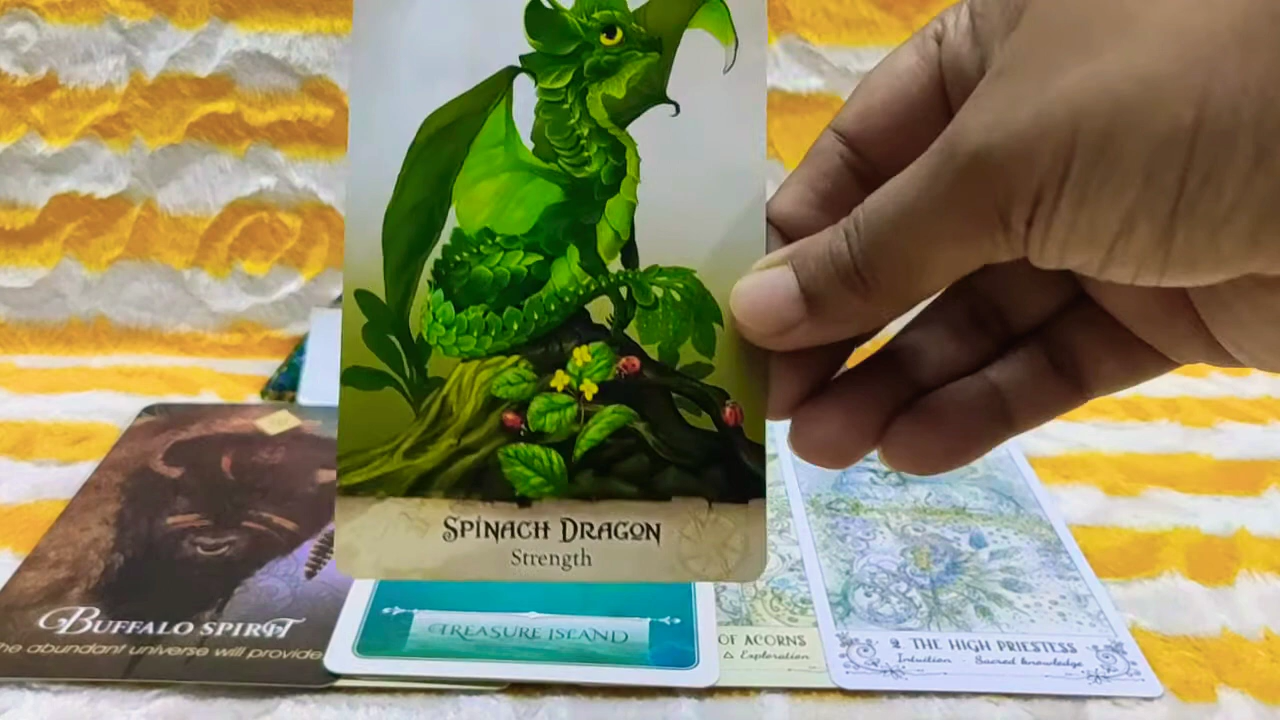 SPINACH DRAGON
Strength
BUFFALO SPIRIT
he abundant universe will provide
TREASURE ISLAND
OF ACORNS
Exploration
2 THE HIGH PRIESTESS
Intuition - Sacred knowledge